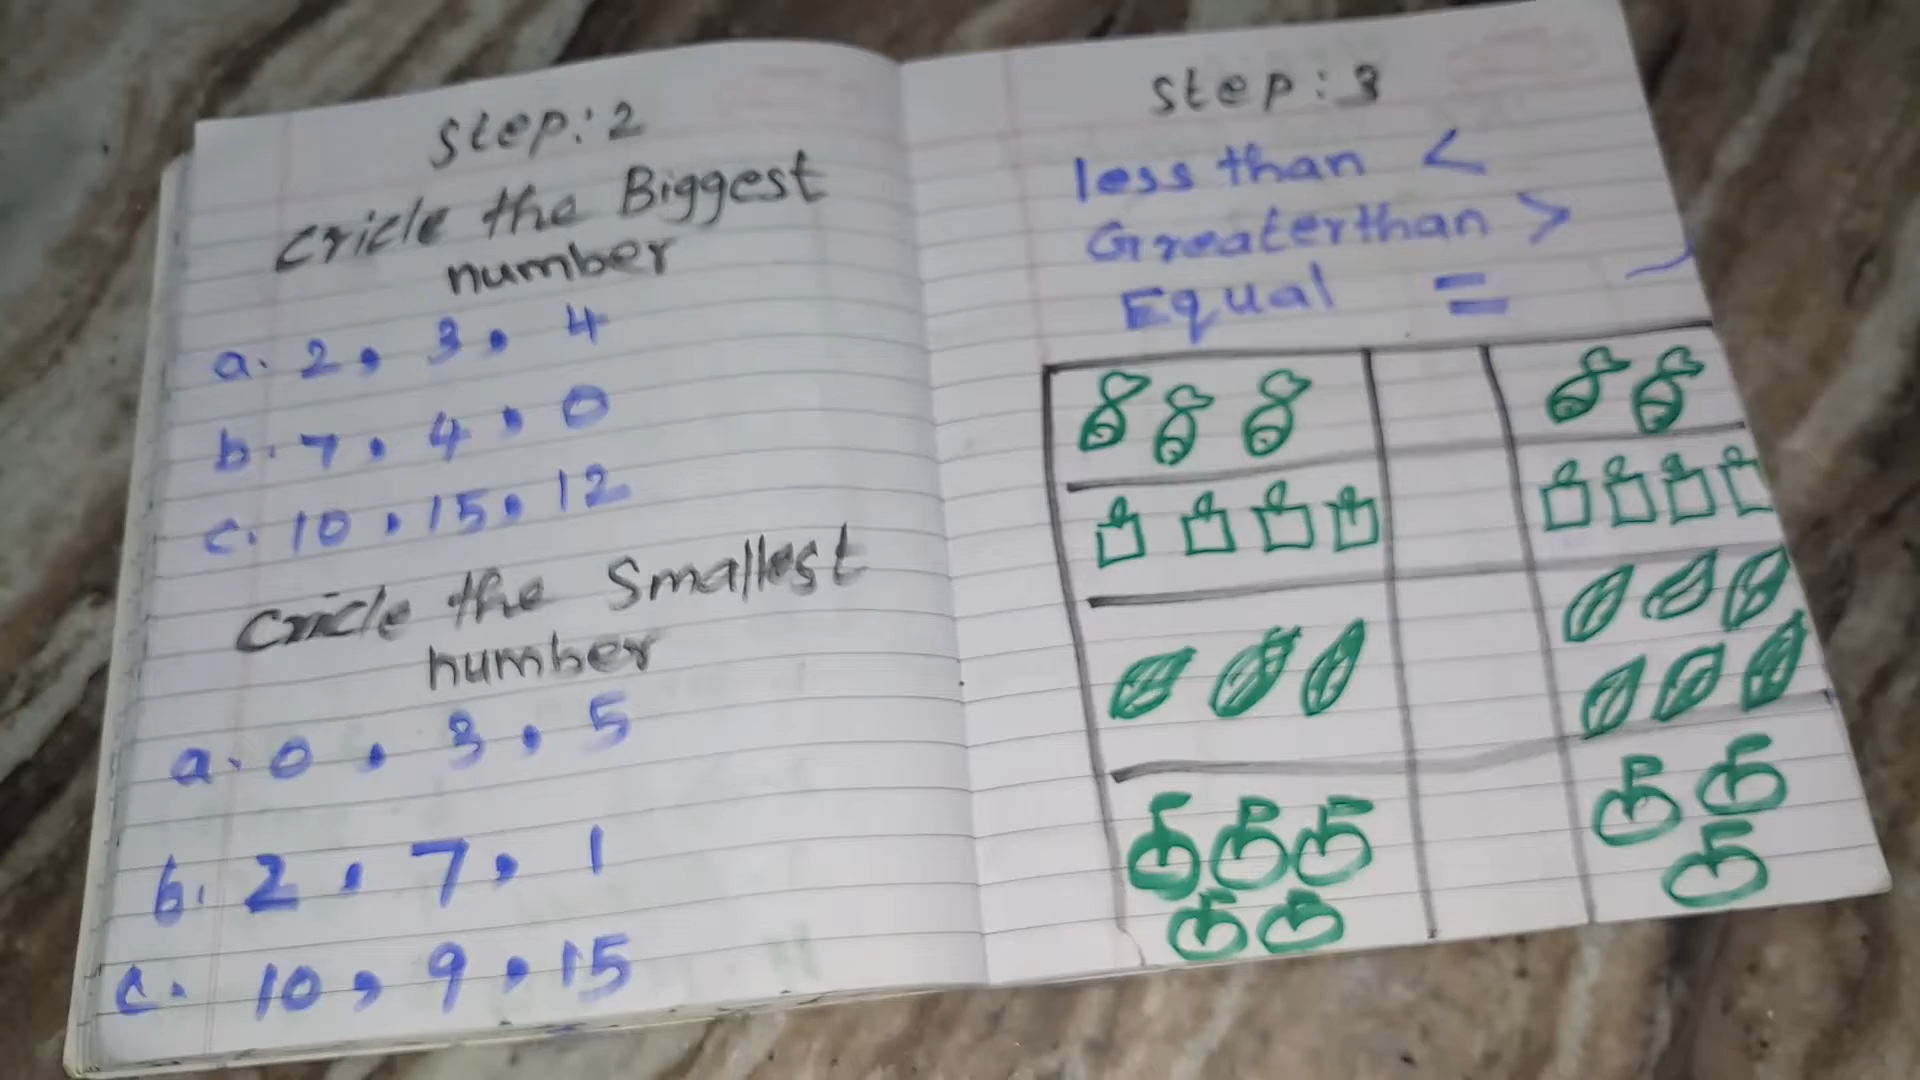 Step: 2
Cricle the Biggest
number
a. 2, 3, 4
b. 7, 4, 0
c. 10, 15, 12
Cricle the Smallest
number
a. 0, 3, 5
b. 2, 7, 1
c. 10, 9, 15
Step: 3
less than <
Greaterthan >
Equal =